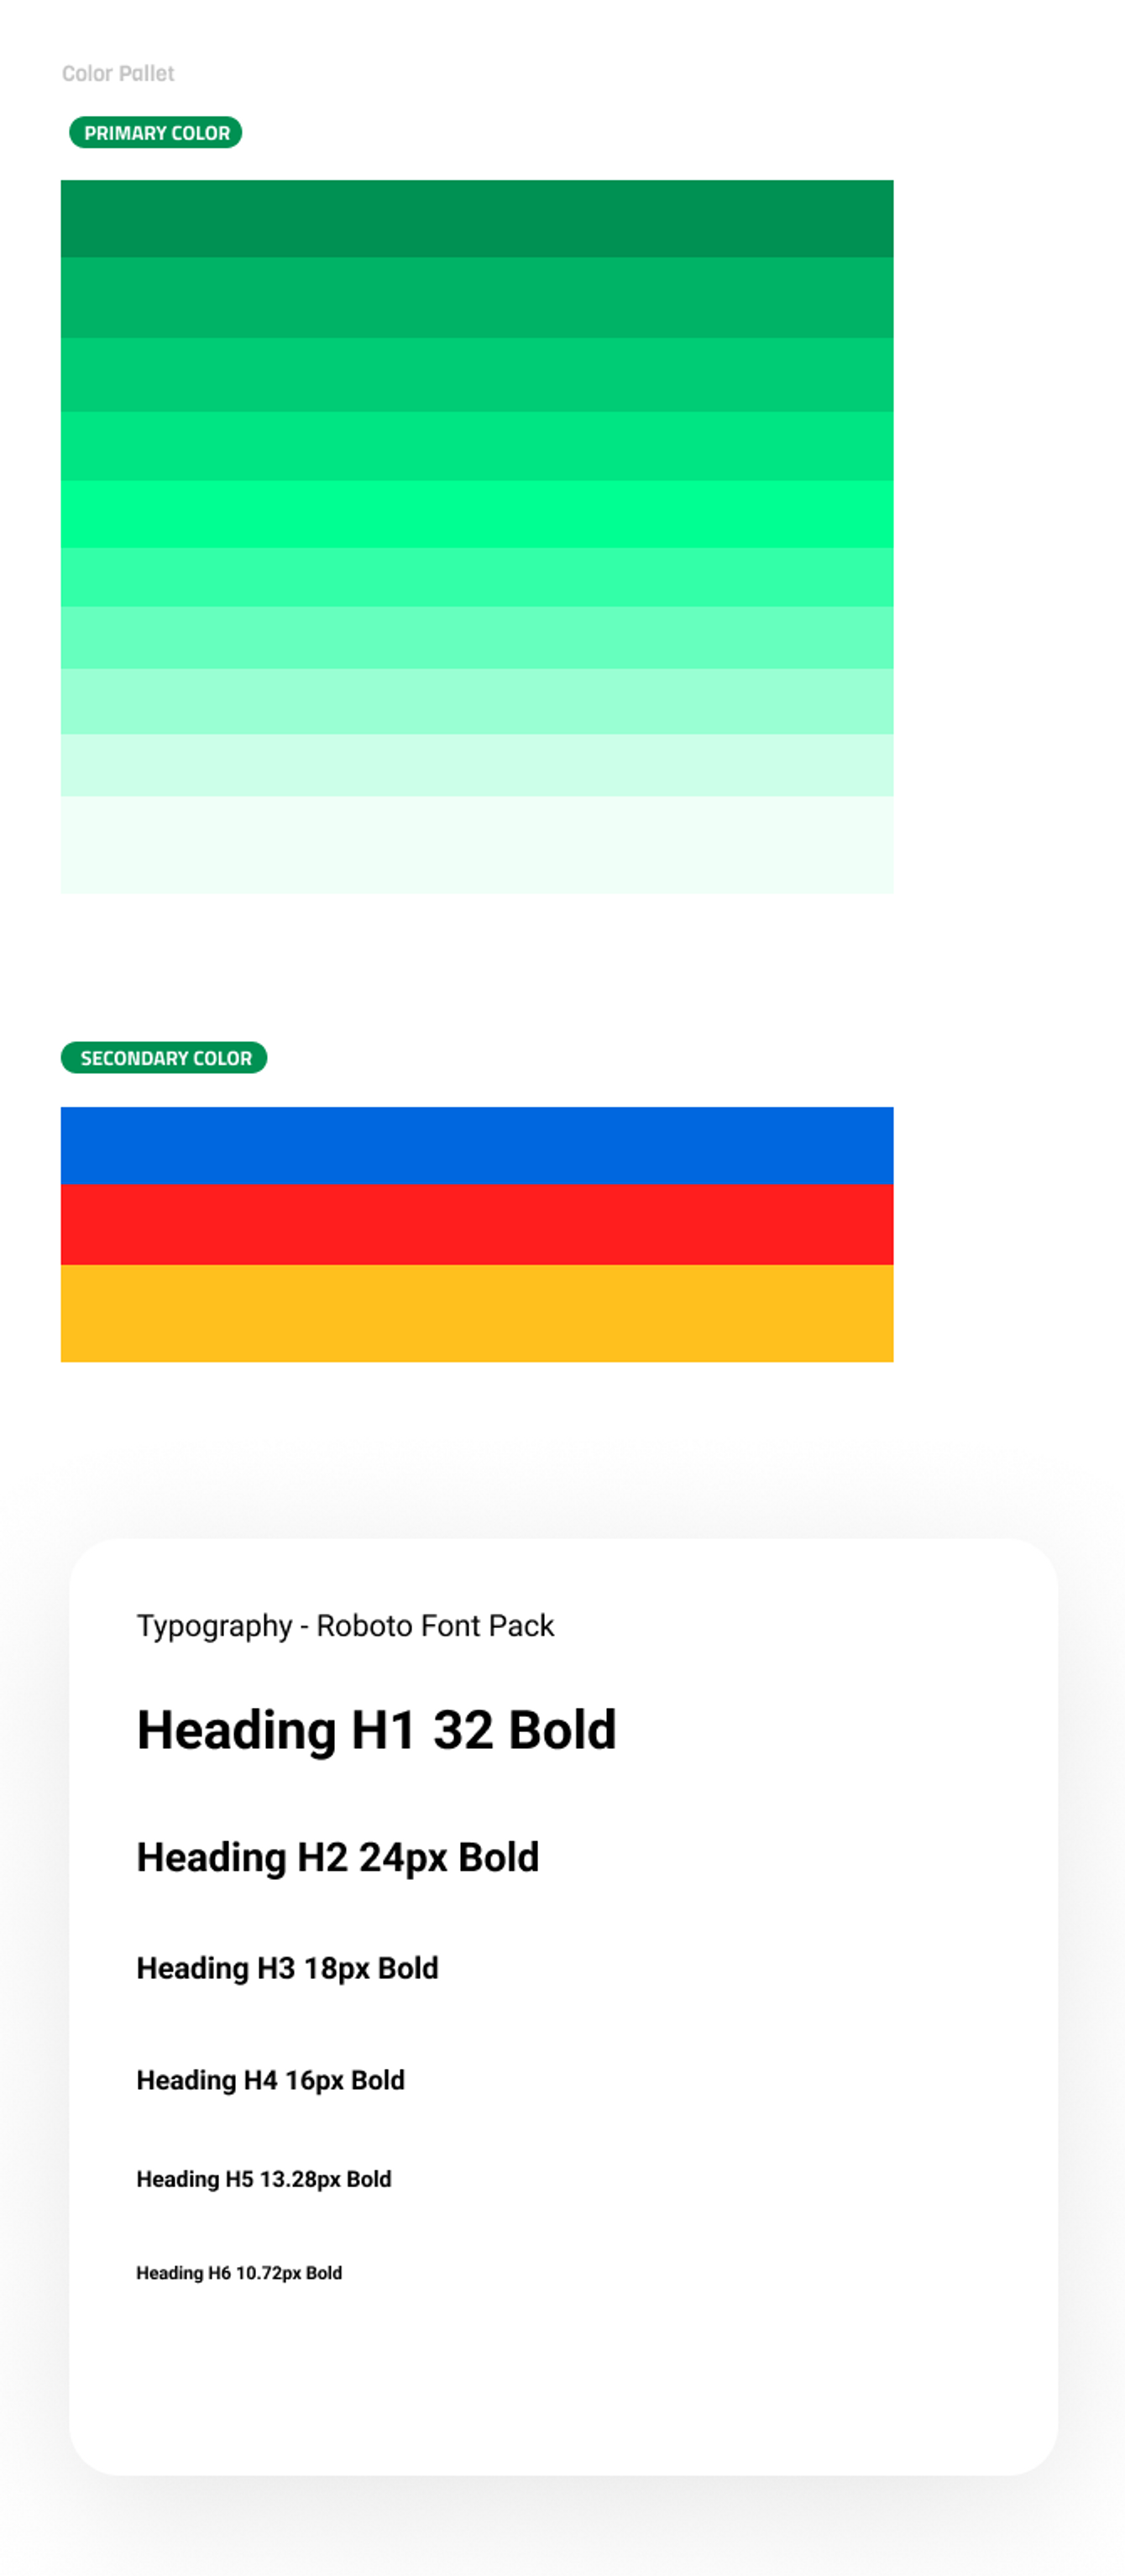 Color Pallet
PRIMARY COLOR
SECONDARY COLOR
Typography - Roboto Font Pack
Heading H1 32 Bold
Heading H2 24px Bold
Heading H3 18px Bold
Heading H4 16px Bold
Heading H5 13.28px Bold
Heading H6 10.72px Bold